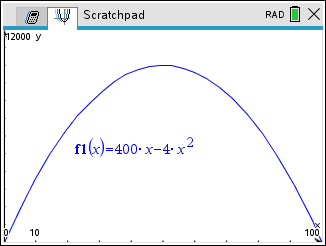 Scratchpad RAD
12000 y
f1(x)=400·x-4·x²
x
0 10 100